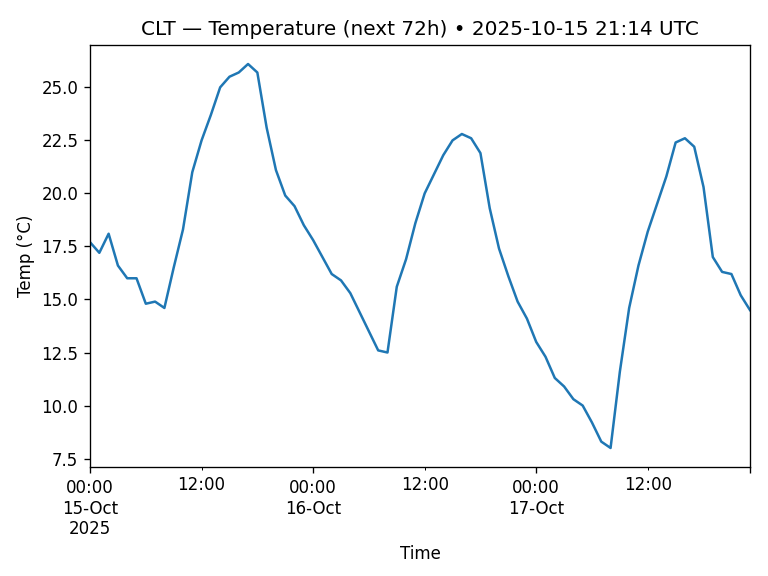 CLT — Temperature (next 72h) • 2025-10-15 21:14 UTC
Temp (°C)
25.0
22.5
20.0
17.5
15.0
12.5
10.0
7.5
00:00 12:00 00:00 12:00 00:00 12:00
15-Oct 16-Oct 17-Oct
2025
Time